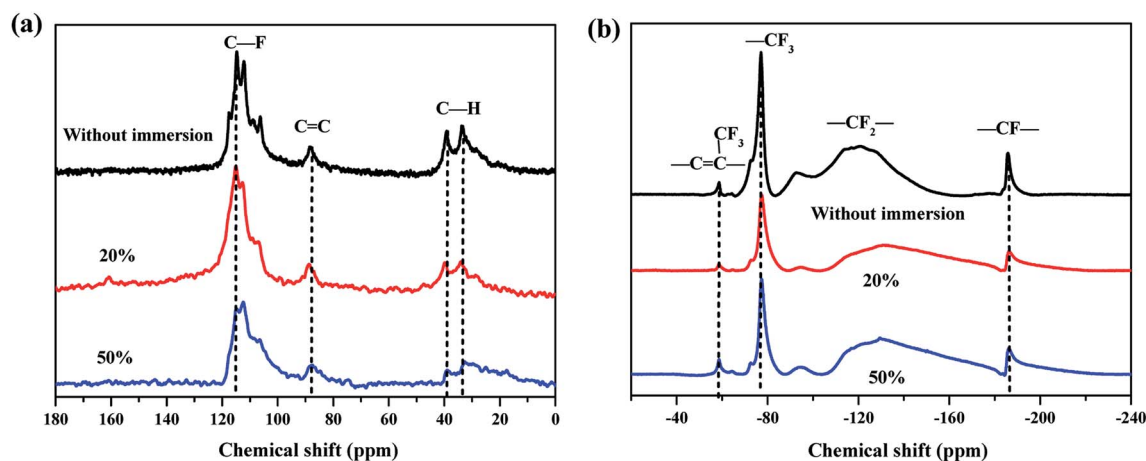 (a)
C—F
C=C
C—H
Without immersion
20%
50%
180 160 140 120 100 80 60 40 20 0
Chemical shift (ppm)
(b)
—CF₃
CF₃
—C=C—
—CF₂—
—CF—
Without immersion
20%
50%
-40 -80 -120 -160 -200 -240
Chemical shift (ppm)